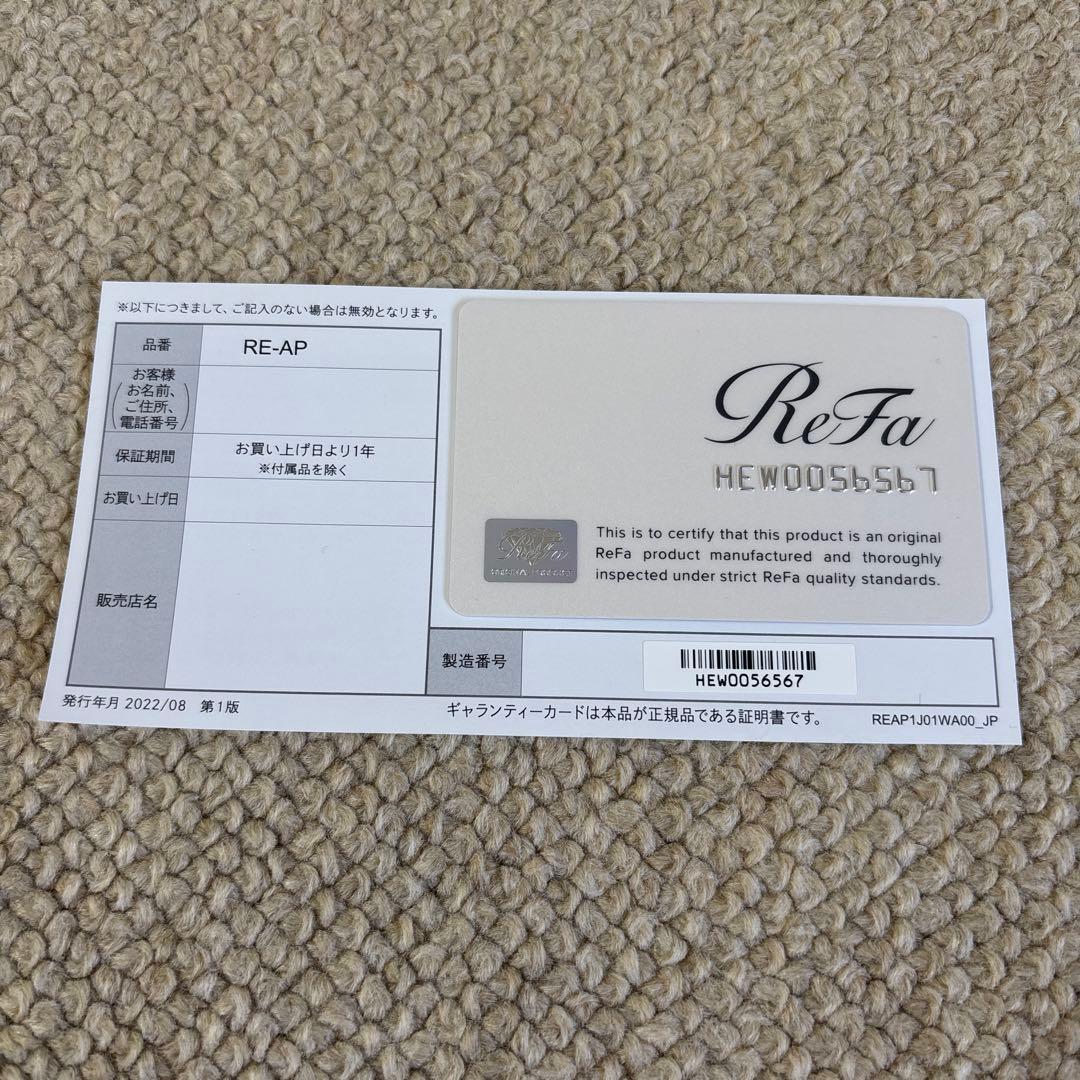 ※以下につきまして、ご記入のない場合は無効となります。
品番 RE-AP
お客様
(お名前、
ご住所、
電話番号)
保証期間 お買い上げ日より1年
※付属品を除く
お買い上げ日
販売店名
発行年月 2022/08 第1版
ReFa
HEW0056567
This is to certify that this product is an original
ReFa product manufactured and thoroughly
inspected under strict ReFa quality standards.
ReFa
製造番号 HEW0056567
ギャランティーカードは本品が正規品である証明書です。
REAP1J01WA00_JP